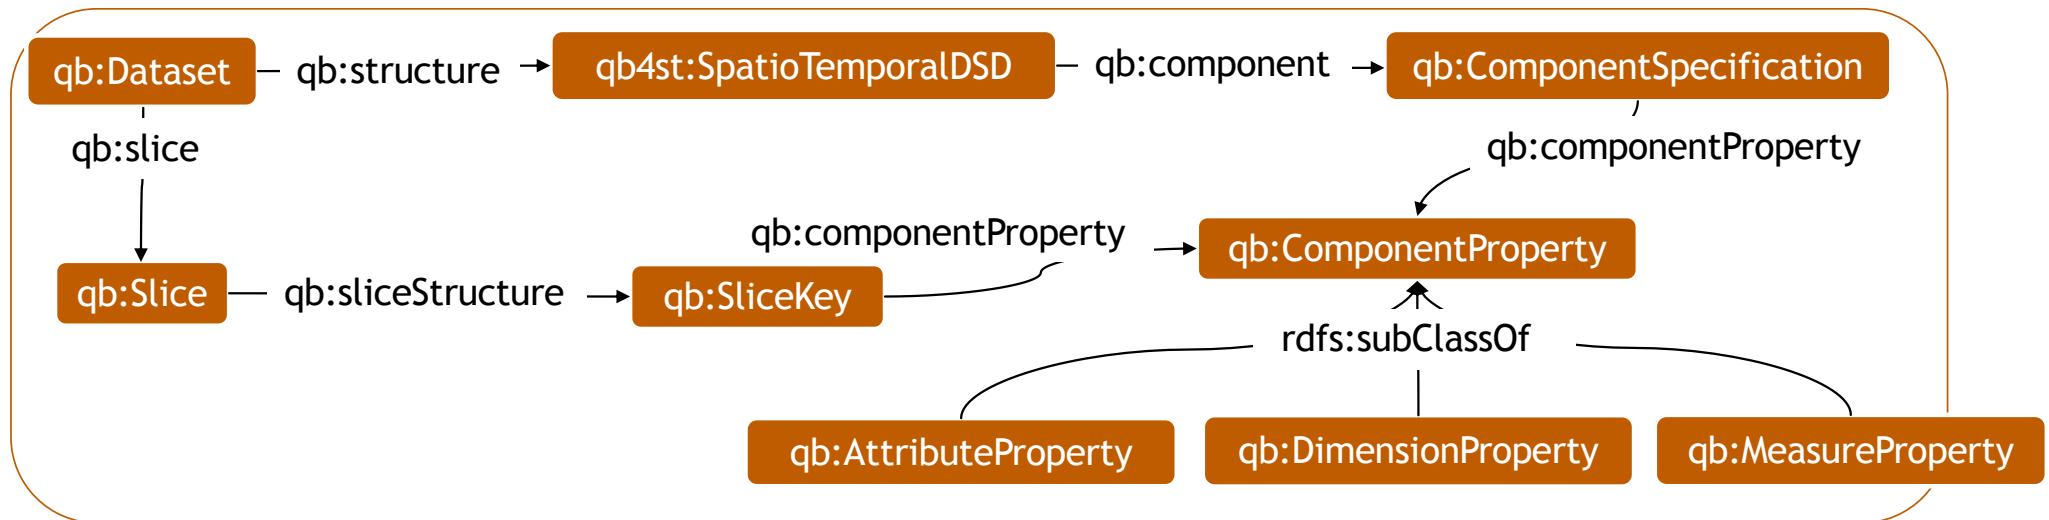 qb:Dataset
qb:structure
qb4st:SpatioTemporalDSD
qb:component
qb:ComponentSpecification
qb:slice
qb:componentProperty
qb:componentProperty
qb:ComponentProperty
qb:Slice
qb:sliceStructure
qb:SliceKey
rdfs:subClassOf
qb:AttributeProperty
qb:DimensionProperty
qb:MeasureProperty